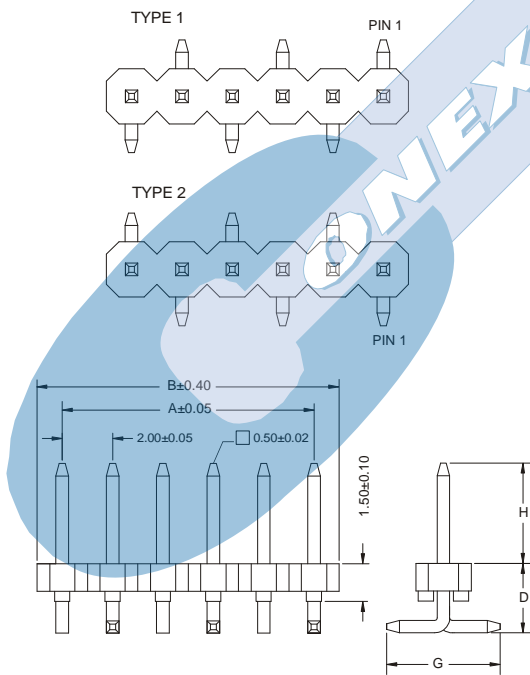 TYPE 1
PIN 1
ONEX
TYPE 2
PIN 1
B±0.40
A±0.05
2.00±0.05
0.50±0.02
1.50±0.10
H
D
G